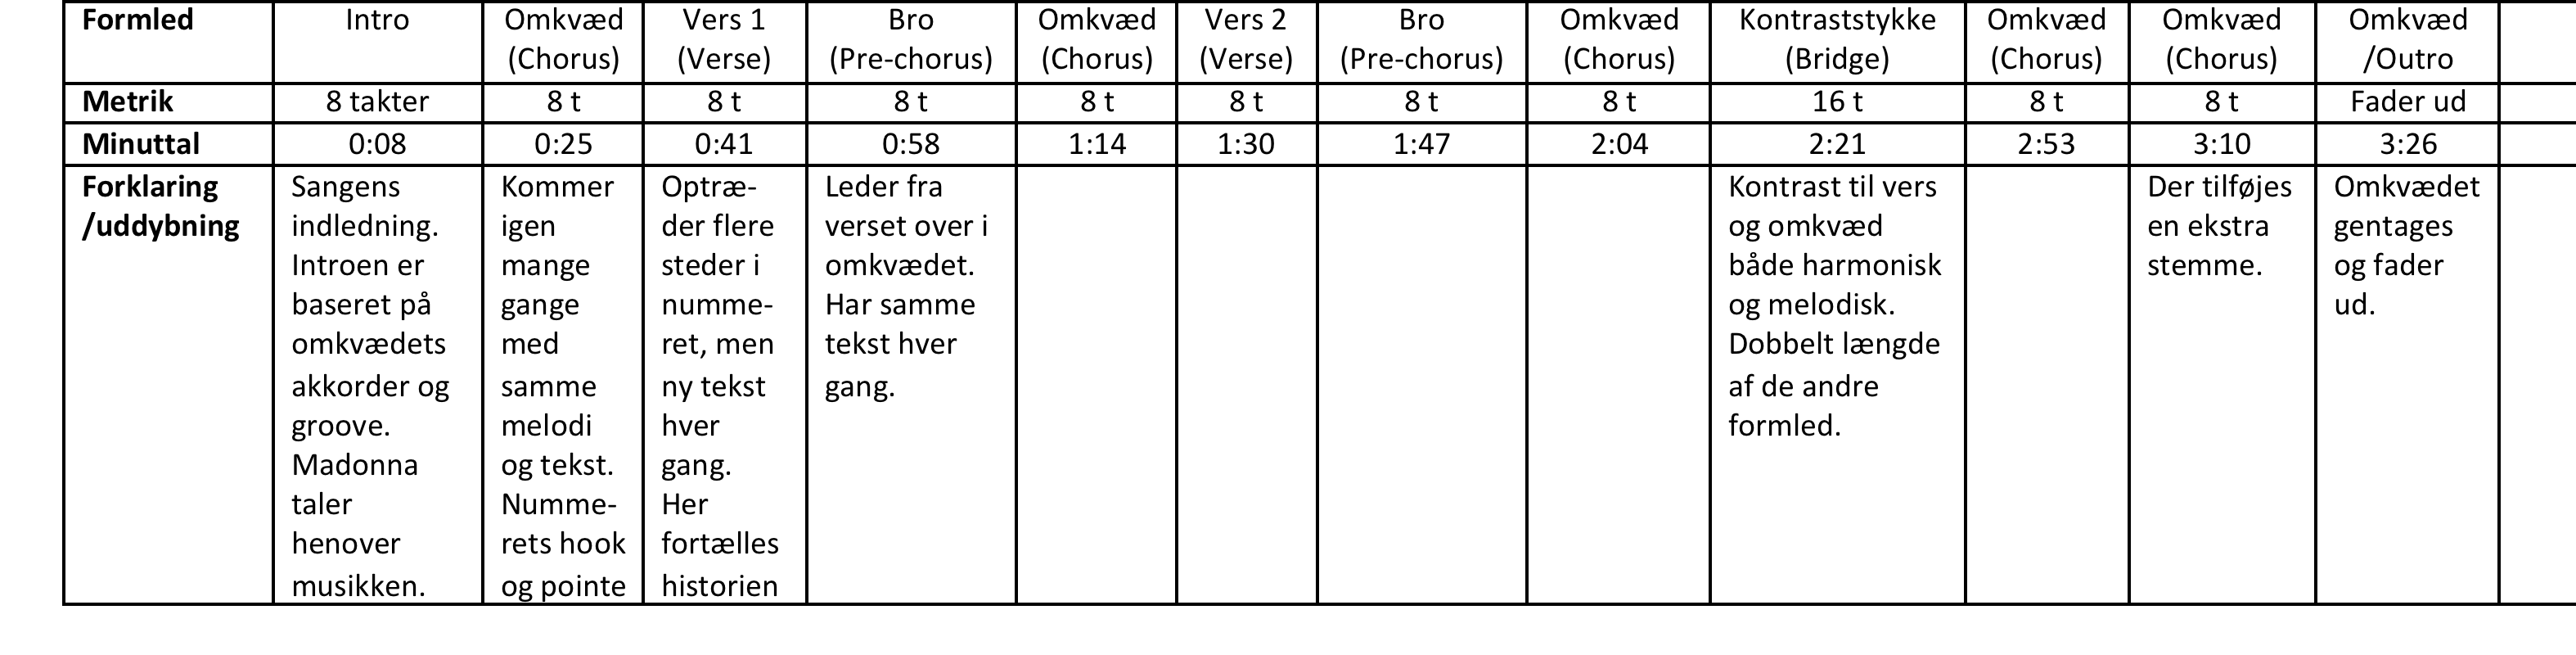 Formled
Intro
Omkvæd
(Chorus)
Vers 1
(Verse)
Bro
(Pre-chorus)
Omkvæd
(Chorus)
Vers 2
(Verse)
Bro
(Pre-chorus)
Omkvæd
(Chorus)
Kontraststykke
(Bridge)
Omkvæd
(Chorus)
Omkvæd
(Chorus)
Omkvæd
/Outro
Metrik
8 takter
8 t
8 t
8 t
8 t
8 t
8 t
8 t
16 t
8 t
8 t
Fader ud
Minuttal
0:08
0:25
0:41
0:58
1:14
1:30
1:47
2:04
2:21
2:53
3:10
3:26
Forklaring
/uddybning
Sangens
indledning.
Introen er
baseret på
omkvædets
akkorder og
groove.
Madonna
taler
henover
musikken.
Kommer
igen
mange
gange
med
samme
melodi
og tekst.
Numme-
rets hook
og pointe
Optræ-
der flere
steder i
numme-
ret, men
ny tekst
hver
gang.
Her
fortælles
historien
Leder fra
verset over i
omkvædet.
Har samme
tekst hver
gang.
Kontrast til vers
og omkvæd
både harmonisk
og melodisk.
Dobbelt længde
af de andre
formled.
Der tilføjes
en ekstra
stemme.
Omkvædet
gentages
og fader
ud.